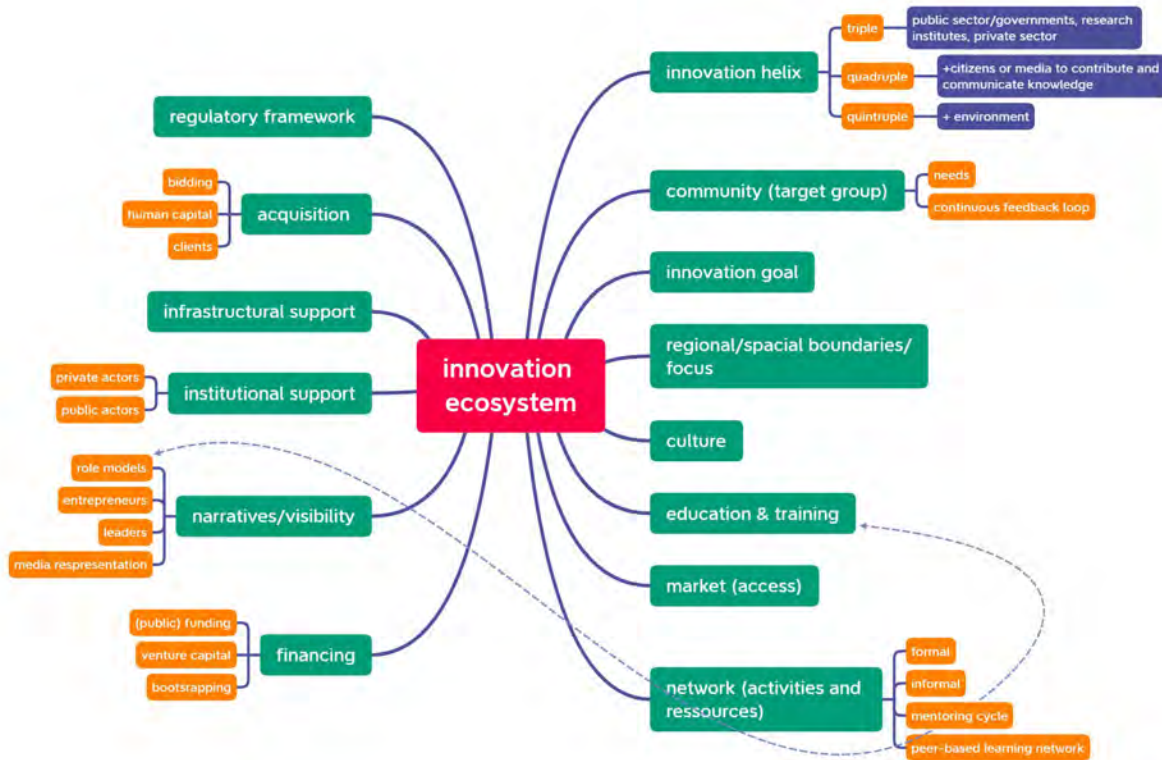 innovation
ecosystem
regulatory framework
acquisition
bidding
human capital
clients
infrastructural support
institutional support
private actors
public actors
narratives/visibility
role models
entrepreneurs
leaders
media respresentation
financing
(public) funding
venture capital
bootsrapping
innovation helix
triple
public sector/governments, research
institutes, private sector
quadruple
+citizens or media to contribute and
communicate knowledge
quintruple
+ environment
community (target group)
needs
continuous feedback loop
innovation goal
regional/spacial boundaries/
focus
culture
education & training
market (access)
network (activities and
ressources)
formal
informal
mentoring cycle
peer-based learning network